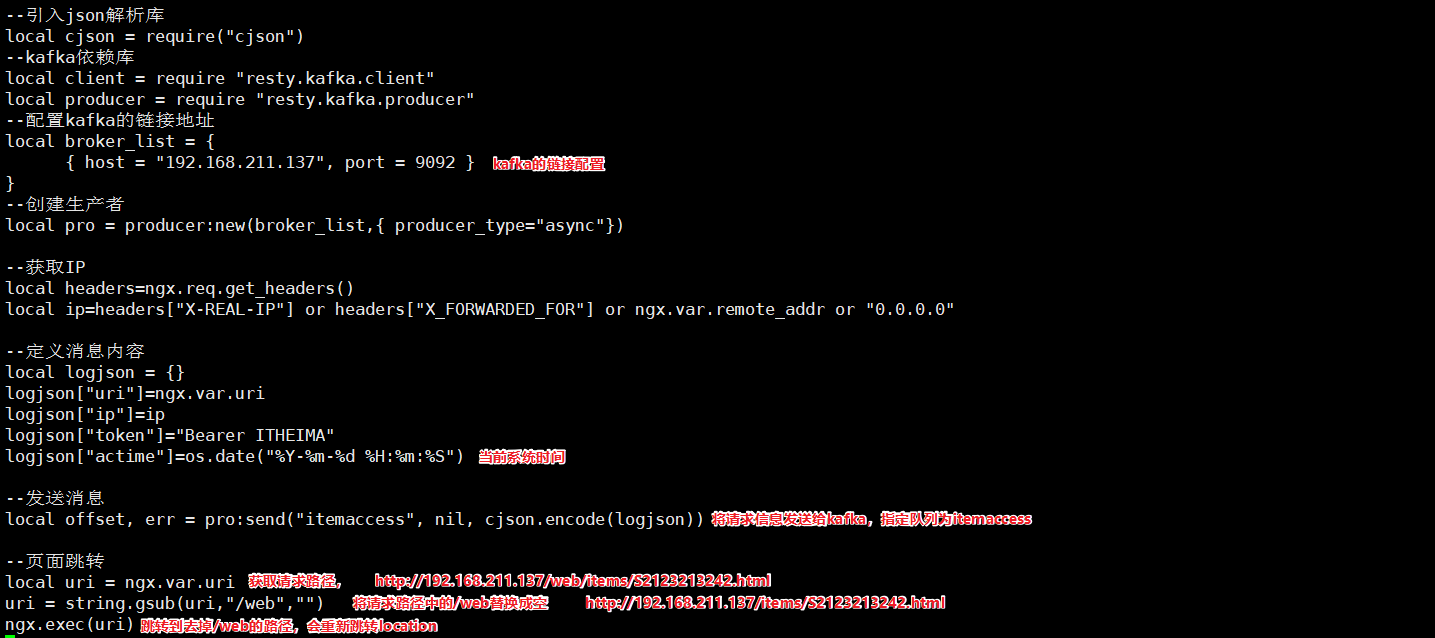 --引入json解析库
local cjson = require("cjson")
--kafka依赖库
local client = require "resty.kafka.client"
local producer = require "resty.kafka.producer"
--配置kafka的链接地址
local broker_list = {
      { host = "192.168.211.137", port = 9092 }  kafka的链接配置
}
--创建生产者
local pro = producer:new(broker_list,{ producer_type="async"})
--获取IP
local headers=ngx.req.get_headers()
local ip=headers["X-REAL-IP"] or headers["X_FORWARDED_FOR"] or ngx.var.remote_addr or "0.0.0.0"
--定义消息内容
local logjson = {}
logjson["uri"]=ngx.var.uri
logjson["ip"]=ip
logjson["token"]="Bearer ITHEIMA"
logjson["actime"]=os.date("%Y-%m-%d %H:%m:%S")  当前系统时间
--发送消息
local offset, err = pro:send("itemaccess", nil, cjson.encode(logjson))  将请求信息发送给kafka，指定队列为itemaccess
--页面跳转
local uri = ngx.var.uri  获取请求路径，  http://192.168.211.137/web/items/S2123213242.html
uri = string.gsub(uri,"/web","")  将请求路径中的/web替换成空  http://192.168.211.137/items/S2123213242.html
ngx.exec(uri)  跳转到去掉/web的路径，会重新跳转location